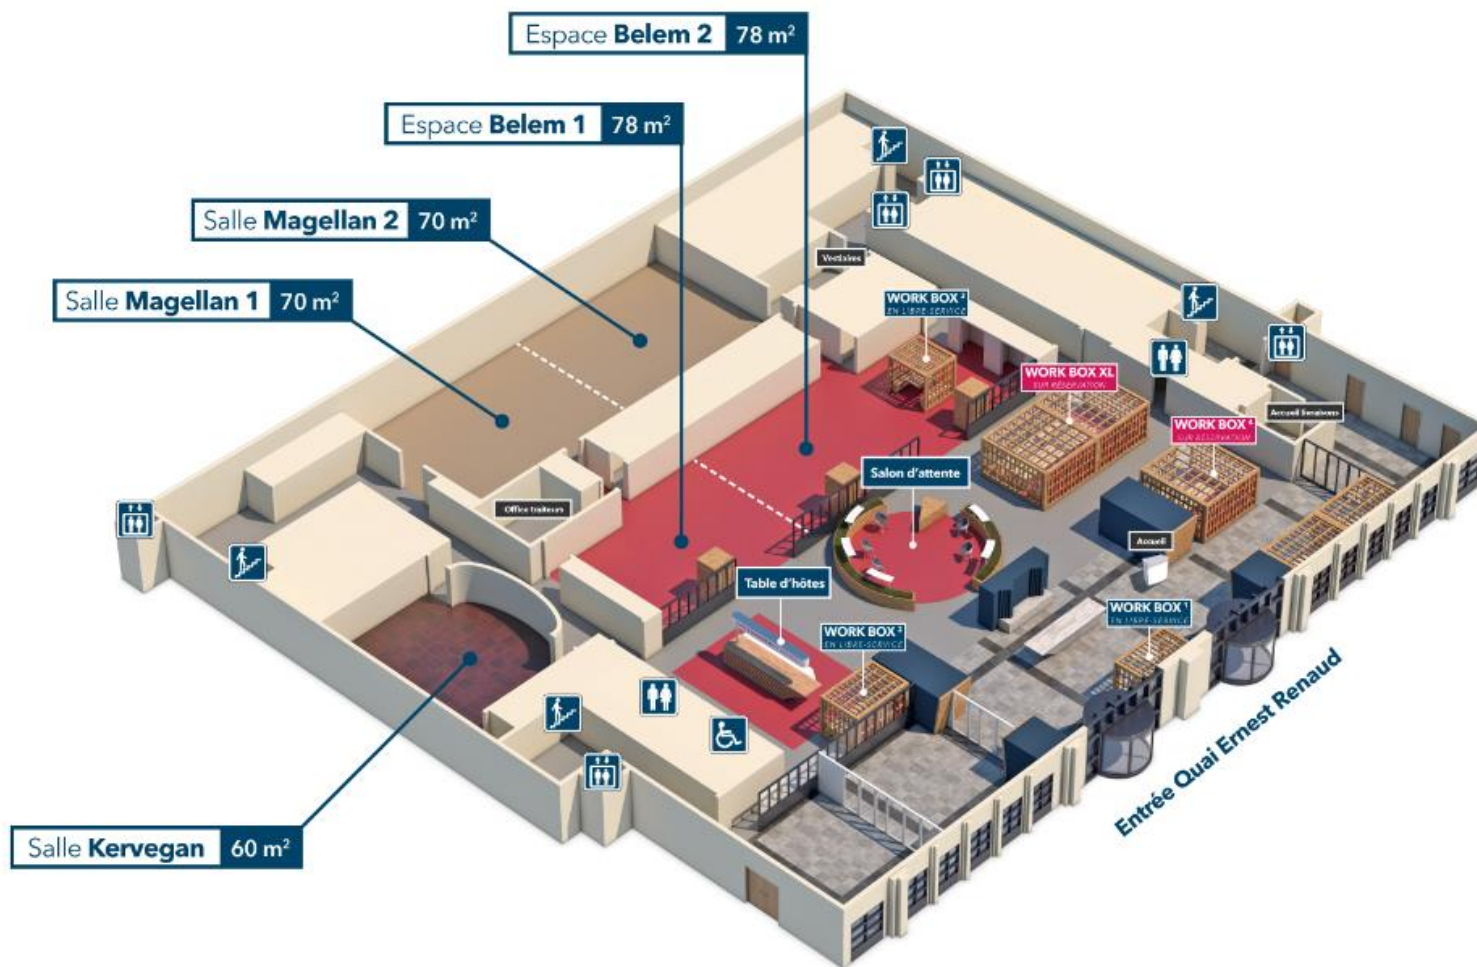 Espace Belem 2 78 m²
Espace Belem 1 78 m²
Salle Magellan 2 70 m²
Salle Magellan 1 70 m²
Vestiaires
WORK BOX ²
EN LIBRE-SERVICE
WORK BOX XL
SUR RÉSERVATION
Accueil livraisons
WORK BOX ⁴
SUR RÉSERVATION
Salon d'attente
Office traiteurs
Accueil
Table d'hôtes
WORK BOX ¹
EN LIBRE-SERVICE
WORK BOX ³
EN LIBRE-SERVICE
Entrée Quai Ernest Renaud
Salle Kervegan 60 m²